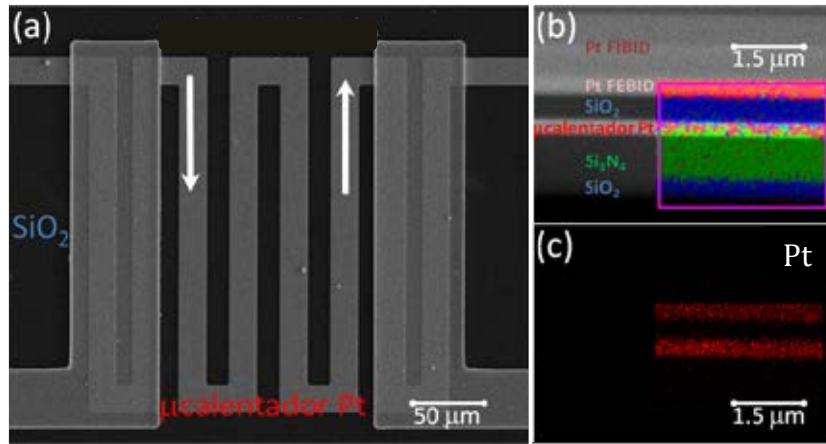 (a)
SiO₂
μcalentador Pt
50 μm
(b)
Pt FIBID
1.5 μm
Pt FEBID
SiO₂
μcalentador Pt
Si₃N₄
SiO₂
(c)
Pt
1.5 μm